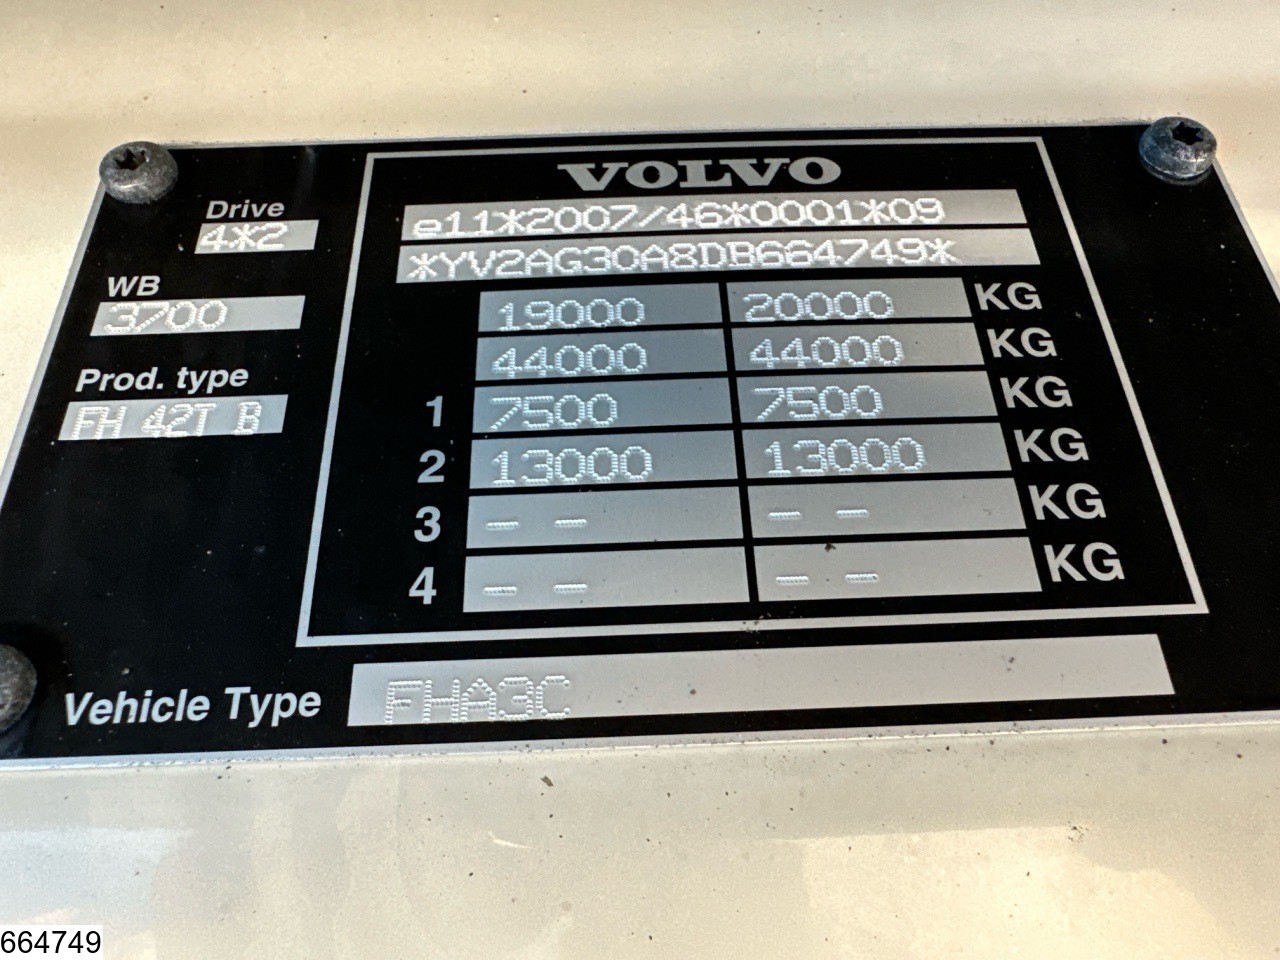 VOLVO
Drive
4*2
e11*2007/46*0001*09
*YV2AG30A8DB664749*
WB
3700
19000 20000 KG
44000 44000 KG
Prod. type
FH 42T B
1 7500 7500 KG
2 13000 13000 KG
3 – – – – KG
4 – – – – KG
Vehicle Type FHA3C
664749